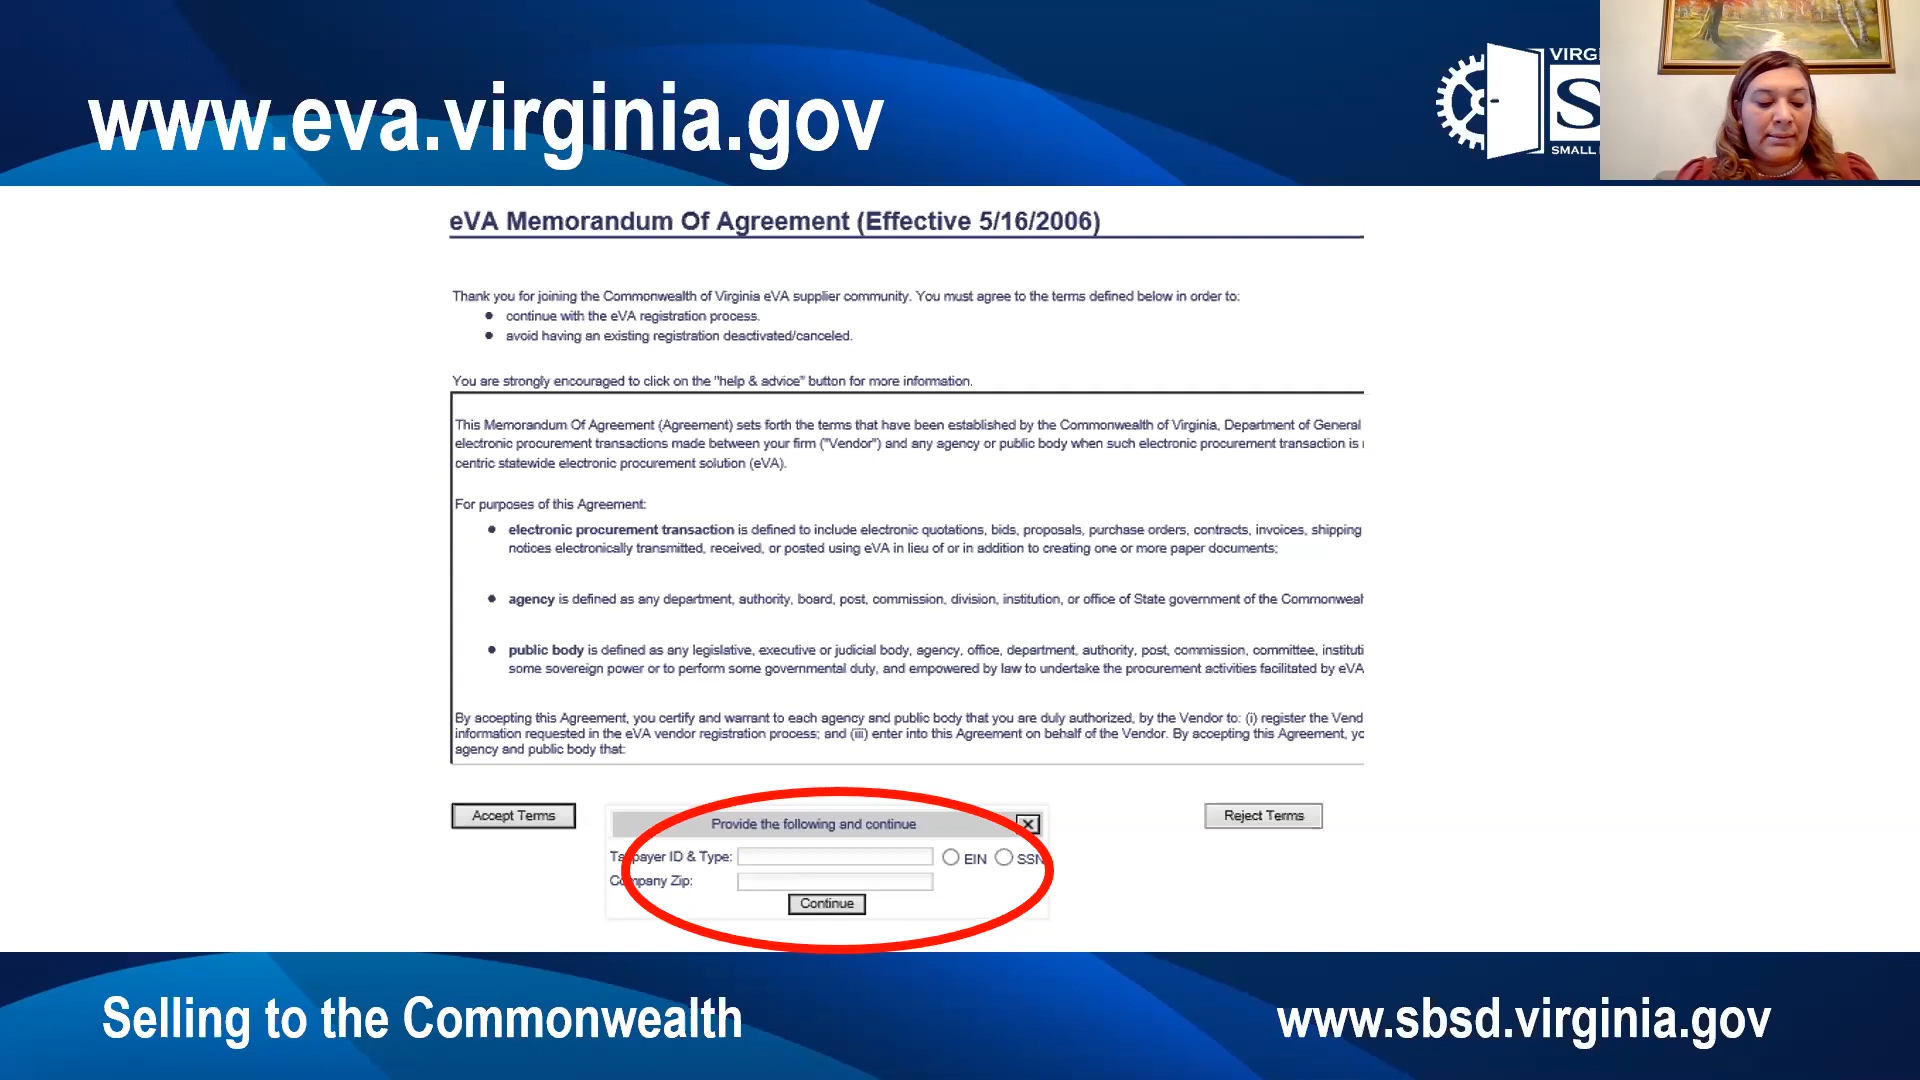 www.eva.virginia.gov
SMALL
eVA Memorandum Of Agreement (Effective 5/16/2006)
Thank you for joining the Commonwealth of Virginia eVA supplier community. You must agree to the terms defined below in order to:
• continue with the eVA registration process.
• avoid having an existing registration deactivated/canceled.
You are strongly encouraged to click on the "help & advice" button for more information.
This Memorandum Of Agreement (Agreement) sets forth the terms that have been established by the Commonwealth of Virginia, Department of General
electronic procurement transactions made between your firm ("Vendor") and any agency or public body when such electronic procurement transaction is
centric statewide electronic procurement solution (eVA).
For purposes of this Agreement:
• electronic procurement transaction is defined to include electronic quotations, bids, proposals, purchase orders, contracts, invoices, shipping
notices electronically transmitted, received, or posted using eVA in lieu of or in addition to creating one or more paper documents;
• agency is defined as any department, authority, board, post, commission, division, institution, or office of State government of the Commonweal
• public body is defined as any legislative, executive or judicial body, agency, office, department, authority, post, commission, committee, instituti
some sovereign power or to perform some governmental duty, and empowered by law to undertake the procurement activities facilitated by eVA
By accepting this Agreement, you certify and warrant to each agency and public body that you are duly authorized, by the Vendor to: (i) register the Vend
information requested in the eVA vendor registration process; and (iii) enter into this Agreement on behalf of the Vendor. By accepting this Agreement, yo
agency and public body that:
Accept Terms
Provide the following and continue X
Reject Terms
Taxpayer ID & Type: EIN SSN
Company Zip:
Continue
Selling to the Commonwealth
www.sbsd.virginia.gov